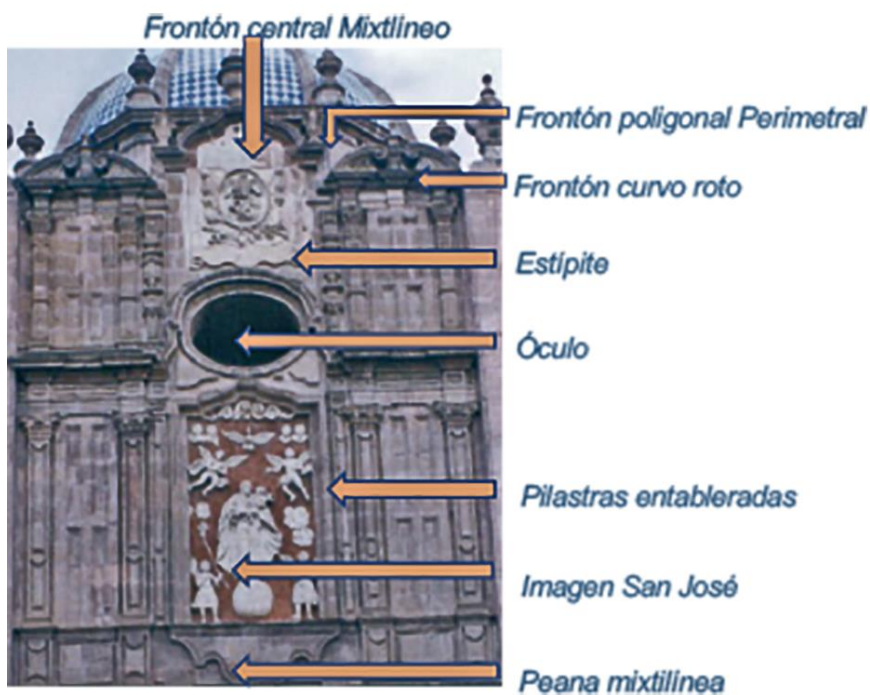 Frontón central Mixtlíneo
Frontón poligonal Perimetral
Frontón curvo roto
Estípite
Óculo
Pilastras entableradas
Imagen San José
Peana mixtilínea